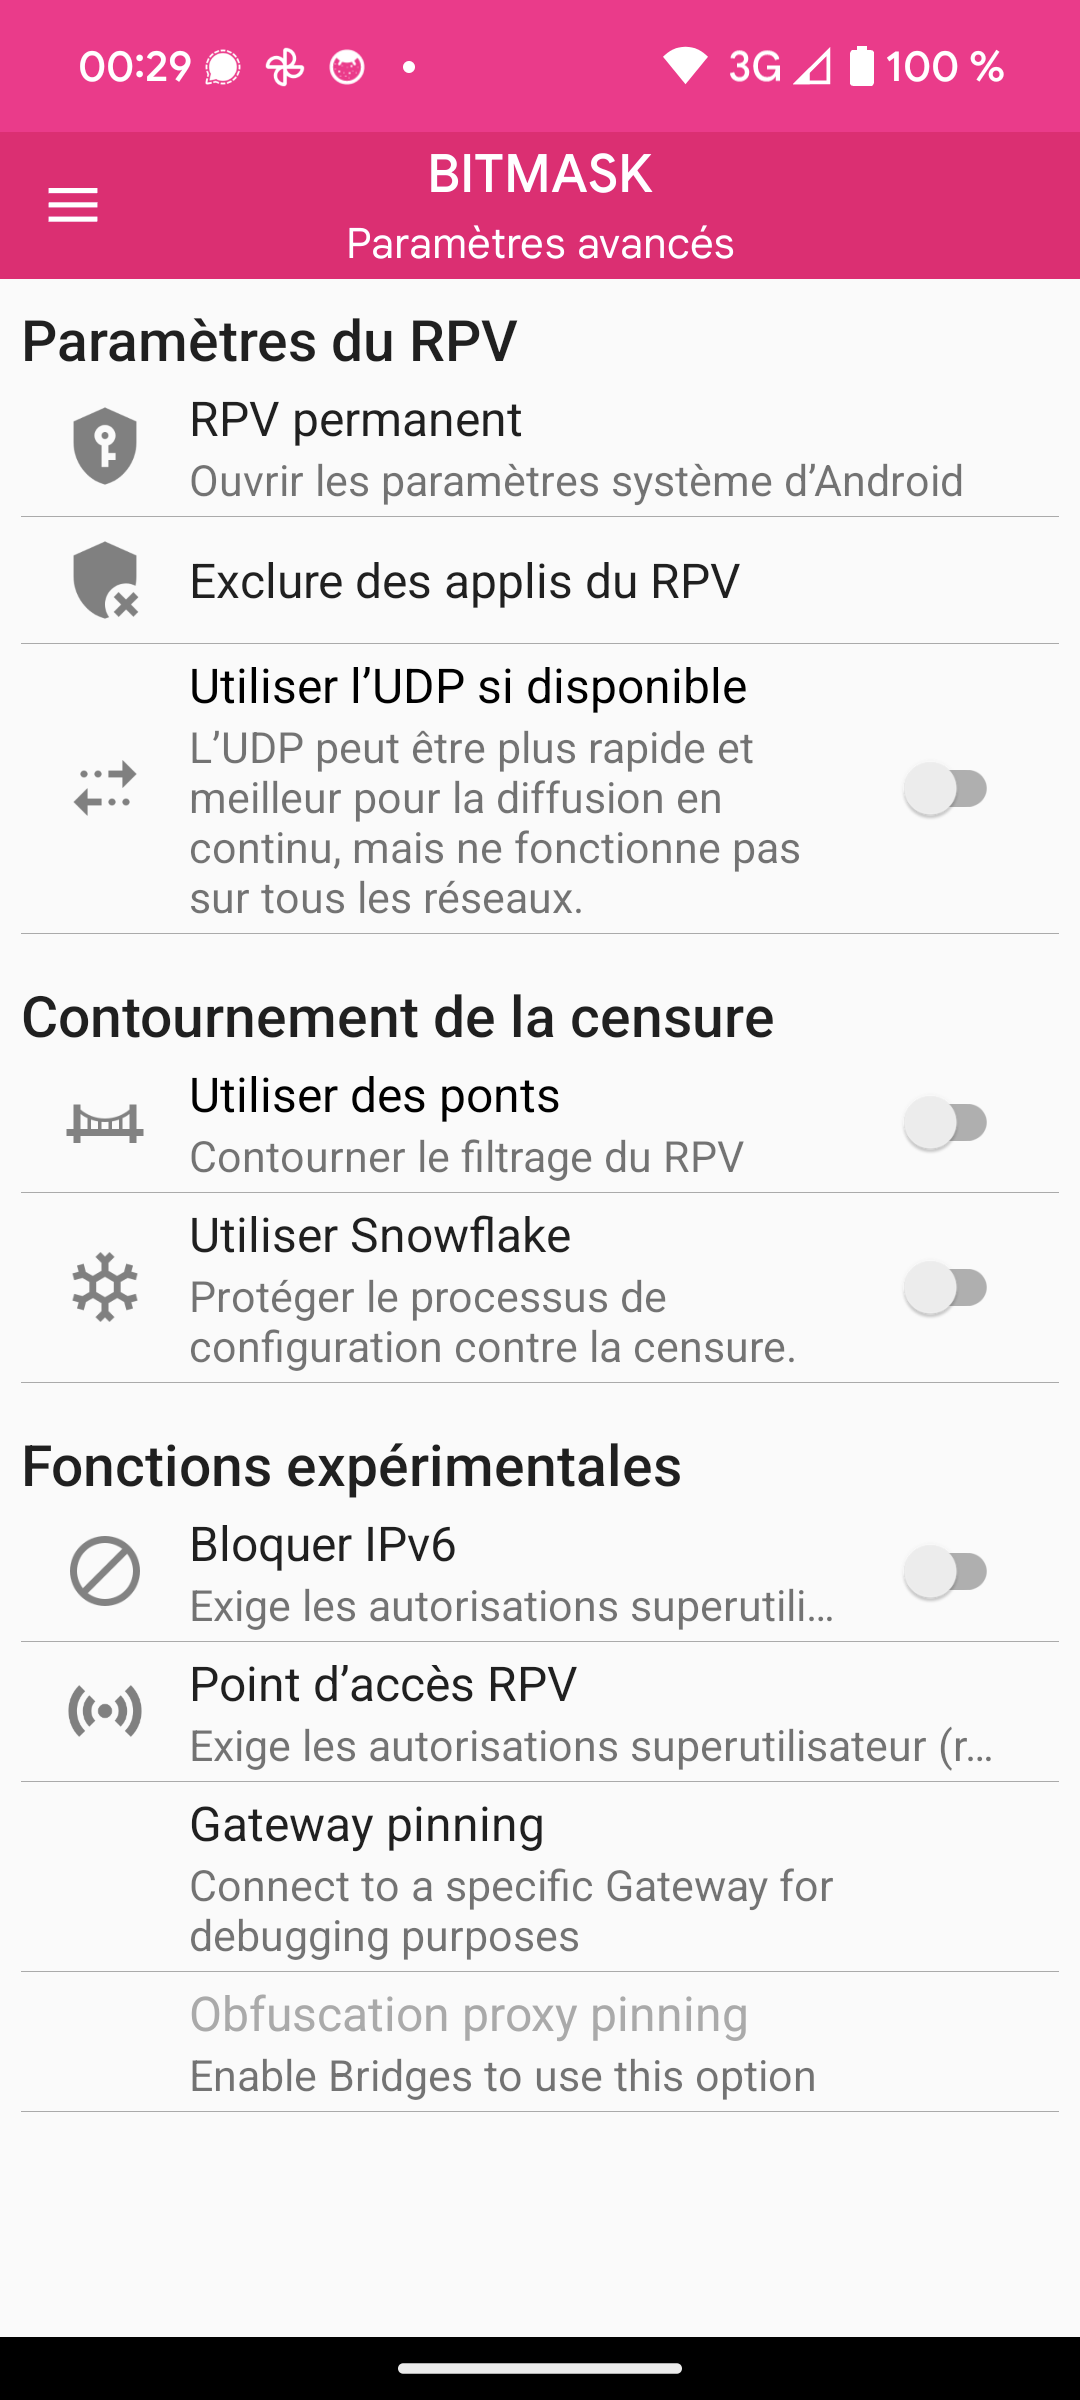 00:29
3G
100 %
BITMASK
Paramètres avancés
Paramètres du RPV
RPV permanent
Ouvrir les paramètres système d’Android
Exclure des applis du RPV
Utiliser l’UDP si disponible
L’UDP peut être plus rapide et
meilleur pour la diffusion en
continu, mais ne fonctionne pas
sur tous les réseaux.
Contournement de la censure
Utiliser des ponts
Contourner le filtrage du RPV
Utiliser Snowflake
Protéger le processus de
configuration contre la censure.
Fonctions expérimentales
Bloquer IPv6
Exige les autorisations superutili…
Point d’accès RPV
Exige les autorisations superutilisateur (r…
Gateway pinning
Connect to a specific Gateway for
debugging purposes
Obfuscation proxy pinning
Enable Bridges to use this option